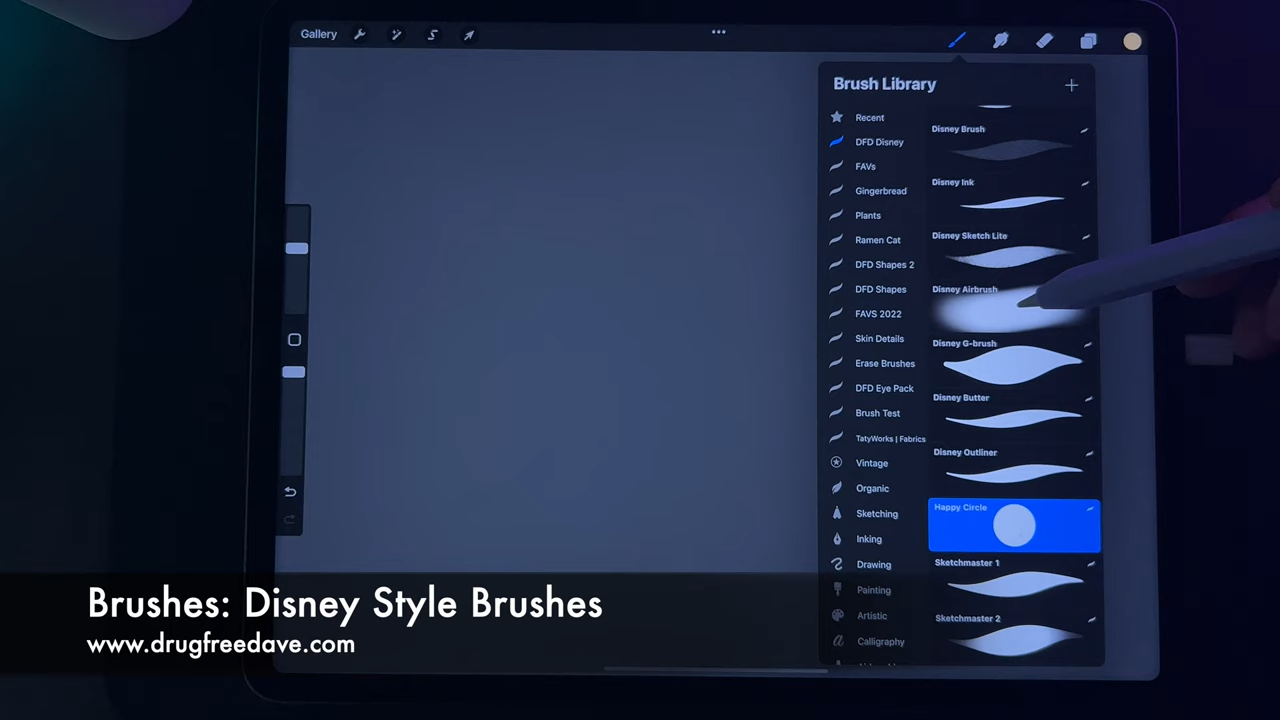 Gallery
Brush Library
Recent
DFD Disney
FAVs
Gingerbread
Plants
Ramen Cat
DFD Shapes 2
DFD Shapes
FAVS 2022
Skin Details
Erase Brushes
DFD Eye Pack
Brush Test
TatyWorks | Fabrics
Vintage
Organic
Sketching
Inking
Drawing
Painting
Artistic
Calligraphy
Disney Brush
Disney Ink
Disney Sketch Lite
Disney Airbrush
Disney G-brush
Disney Butter
Disney Outliner
Happy Circle
Sketchmaster 1
Sketchmaster 2
Brushes: Disney Style Brushes
www.drugfreedave.com